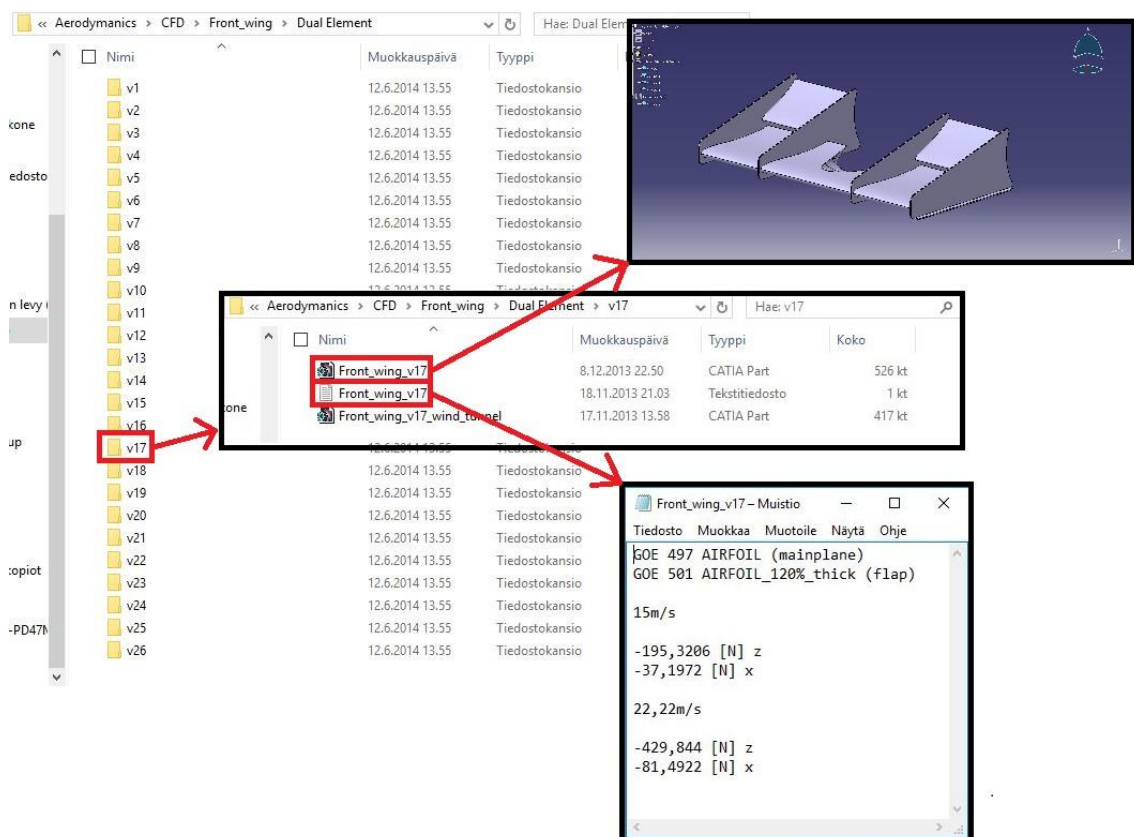 « Aerodymanics > CFD > Front_wing > Dual Element
Hae: Dual Elem
Nimi Muokkauspäivä Tyyppi
v1 12.6.2014 13.55 Tiedostokansio
v2 12.6.2014 13.55 Tiedostokansio
kone
v3 12.6.2014 13.55 Tiedostokansio
v4 12.6.2014 13.55 Tiedostokansio
edosto
v5 12.6.2014 13.55 Tiedostokansio
v6 12.6.2014 13.55 Tiedostokansio
v7 12.6.2014 13.55 Tiedostokansio
v8 12.6.2014 13.55 Tiedostokansio
v9 12.6.2014 13.55 Tiedostokansio
v10
n levy (
v11
v12
v13
v14
v15
v16
up
v17
v18 12.6.2014 13.55 Tiedostokansio
v19 12.6.2014 13.55 Tiedostokansio
v20 12.6.2014 13.55 Tiedostokansio
v21 12.6.2014 13.55 Tiedostokansio
v22 12.6.2014 13.55 Tiedostokansio
copiot
v23 12.6.2014 13.55 Tiedostokansio
v24 12.6.2014 13.55 Tiedostokansio
v25 12.6.2014 13.55 Tiedostokansio
-PD47M
v26 12.6.2014 13.55 Tiedostokansio
« Aerodymanics > CFD > Front_wing > Dual Element > v17
Hae: v17
Nimi Muokkauspäivä Tyyppi Koko
Front_wing_v17 8.12.2013 22.50 CATIA Part 526 kt
Front_wing_v17 18.11.2013 21.03 Tekstitiedosto 1 kt
kone
Front_wing_v17_wind_tunnel 17.11.2013 13.58 CATIA Part 417 kt
Front_wing_v17 – Muistio
Tiedosto Muokkaa Muotoile Näytä Ohje
GOE 497 AIRFOIL (mainplane)
GOE 501 AIRFOIL_120%_thick (flap)
15m/s
-195,3206 [N] z
-37,1972 [N] x
22,22m/s
-429,844 [N] z
-81,4922 [N] x